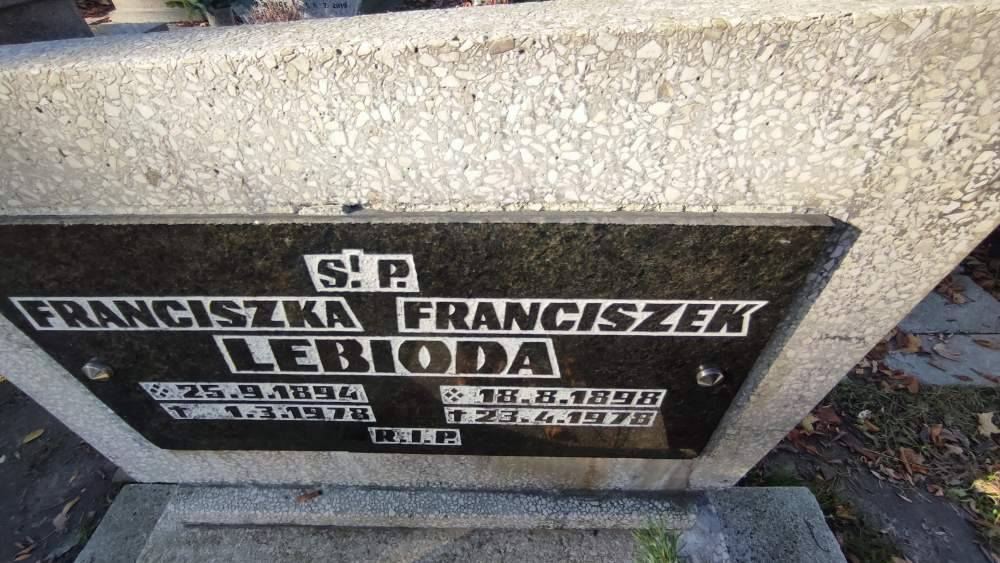 Ś. P.
FRANCISZKA FRANCISZEK
LEBIODA
25.9.1894 18.8.1898
† 1.3.1978 † 23.4.1978
R.I.P.